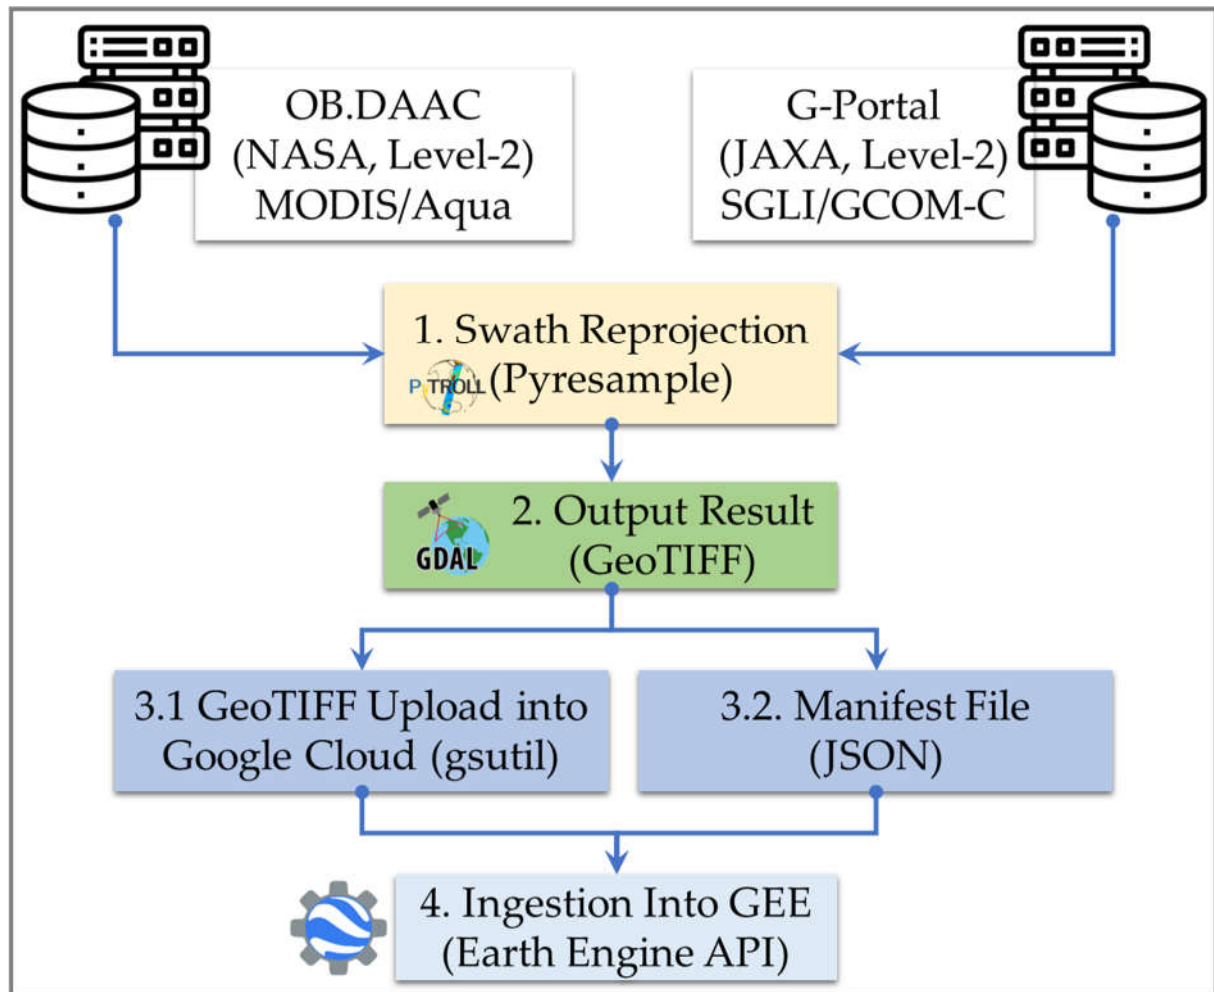 OB.DAAC
(NASA, Level-2)
MODIS/Aqua
G-Portal
(JAXA, Level-2)
SGLI/GCOM-C
1. Swath Reprojection
PyTROLL (Pyresample)
2. Output Result
GDAL (GeoTIFF)
3.1 GeoTIFF Upload into
Google Cloud (gsutil)
3.2. Manifest File
(JSON)
4. Ingestion Into GEE
(Earth Engine API)